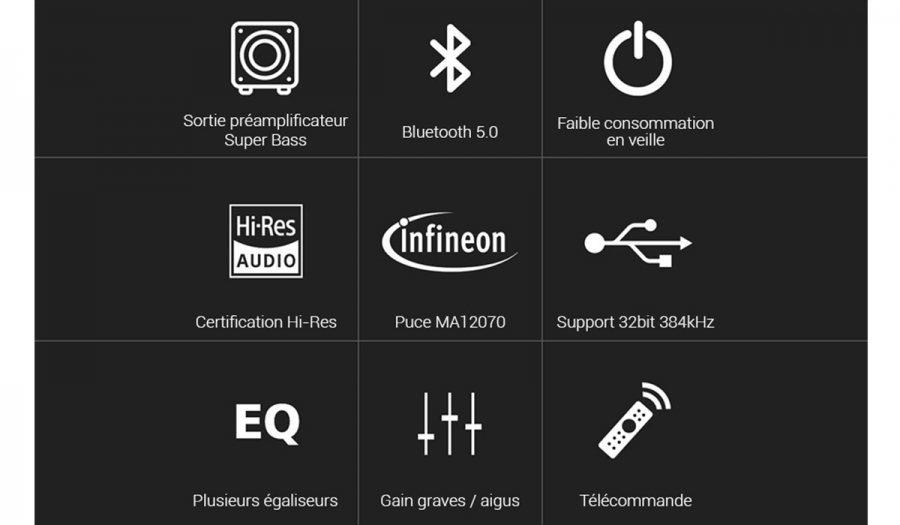 Sortie préamplificateur
Super Bass
Bluetooth 5.0
Faible consommation
en veille
Hi-Res
AUDIO
Certification Hi-Res
infineon
Puce MA12070
Support 32bit 384kHz
EQ
Plusieurs égaliseurs
Gain graves / aigus
Télécommande